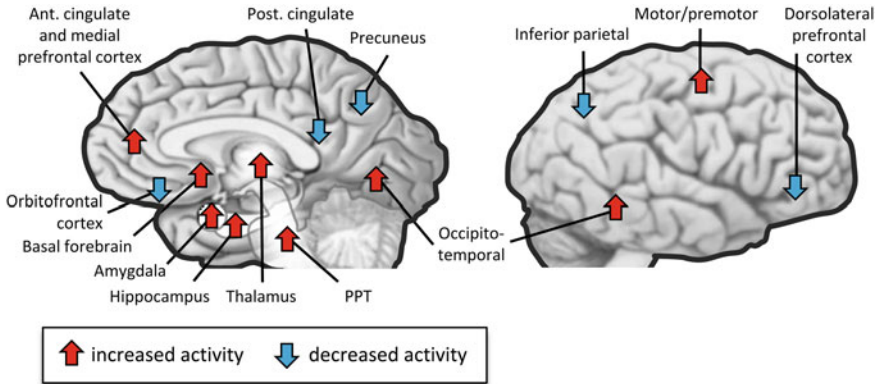 Ant. cingulate
and medial
prefrontal cortex
Post. cingulate
Precuneus
Orbitofrontal
cortex
Basal forebrain
Amygdala
Hippocampus
Thalamus
PPT
Occipito-
temporal
Inferior parietal
Motor/premotor
Dorsolateral
prefrontal
cortex
increased activity
decreased activity